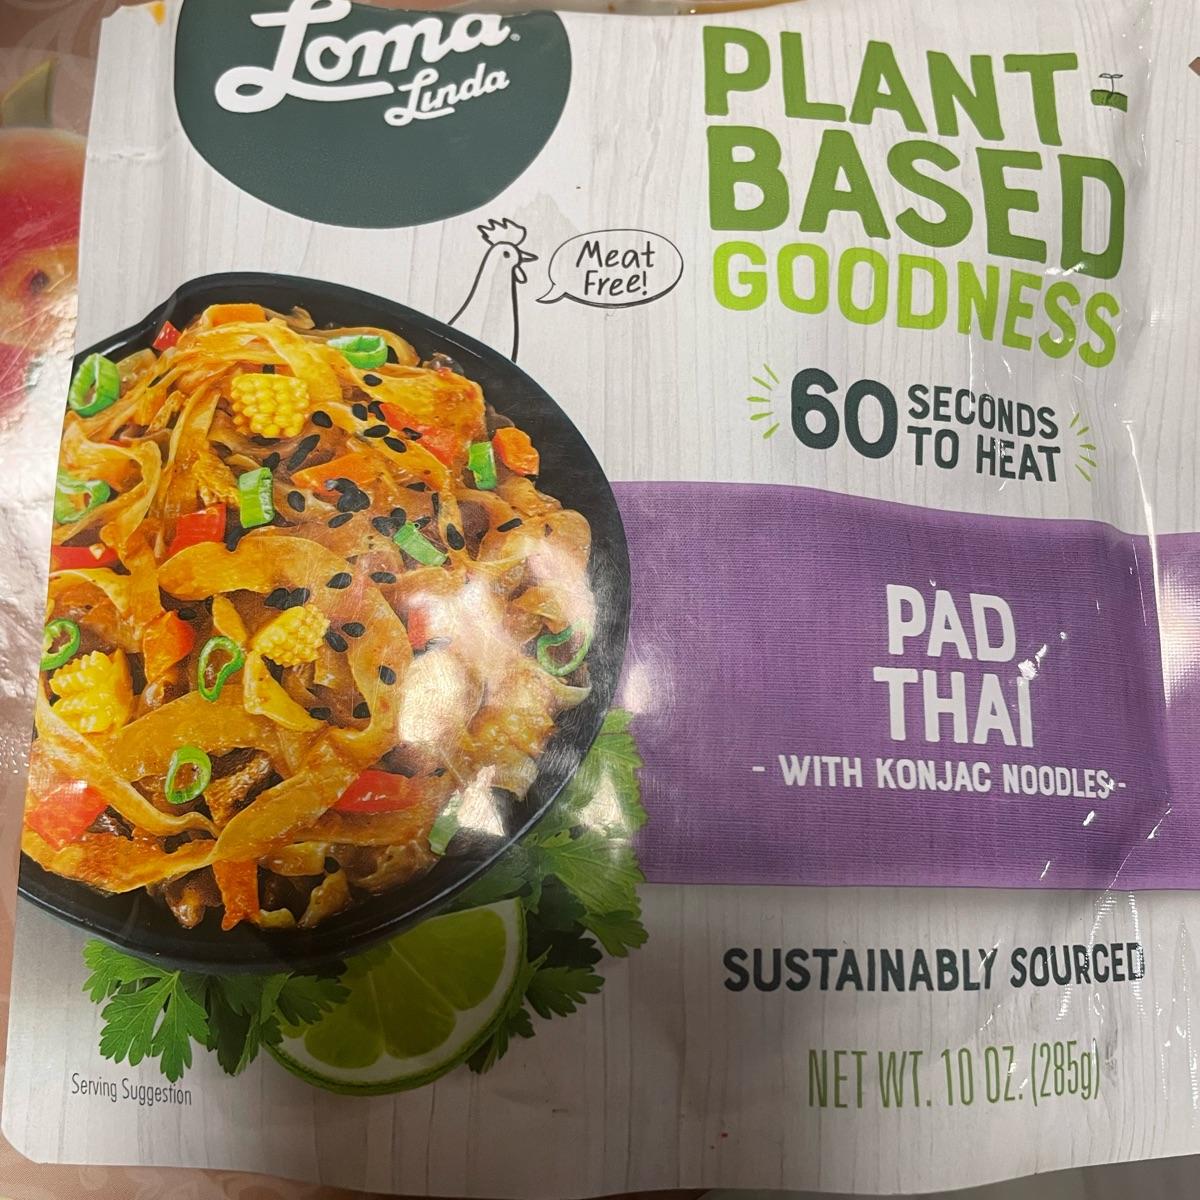 Loma
Linda
PLANT-
BASED
GOODNESS
Meat
Free!
60 SECONDS
TO HEAT
PAD
THAI
- WITH KONJAC NOODLES -
SUSTAINABLY SOURCED
NET WT. 10 OZ. (285g)
Serving Suggestion